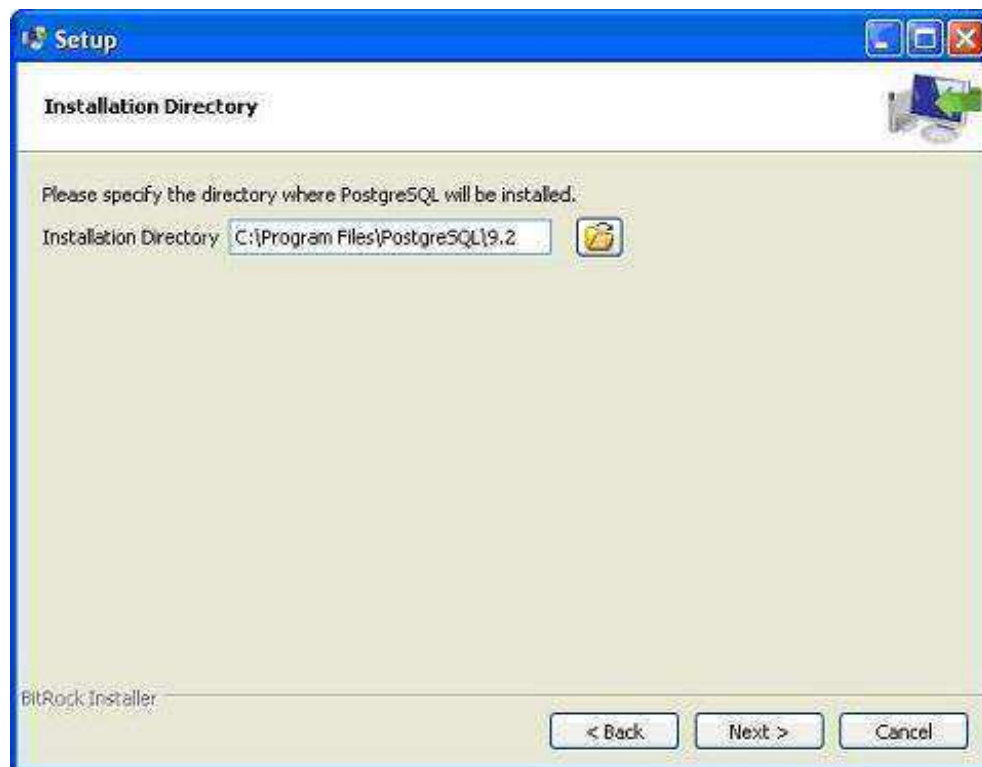 Setup
Installation Directory
Please specify the directory where PostgreSQL will be installed.
Installation Directory C:\Program Files\PostgreSQL\9.2
BitRock Installer
< Back Next > Cancel